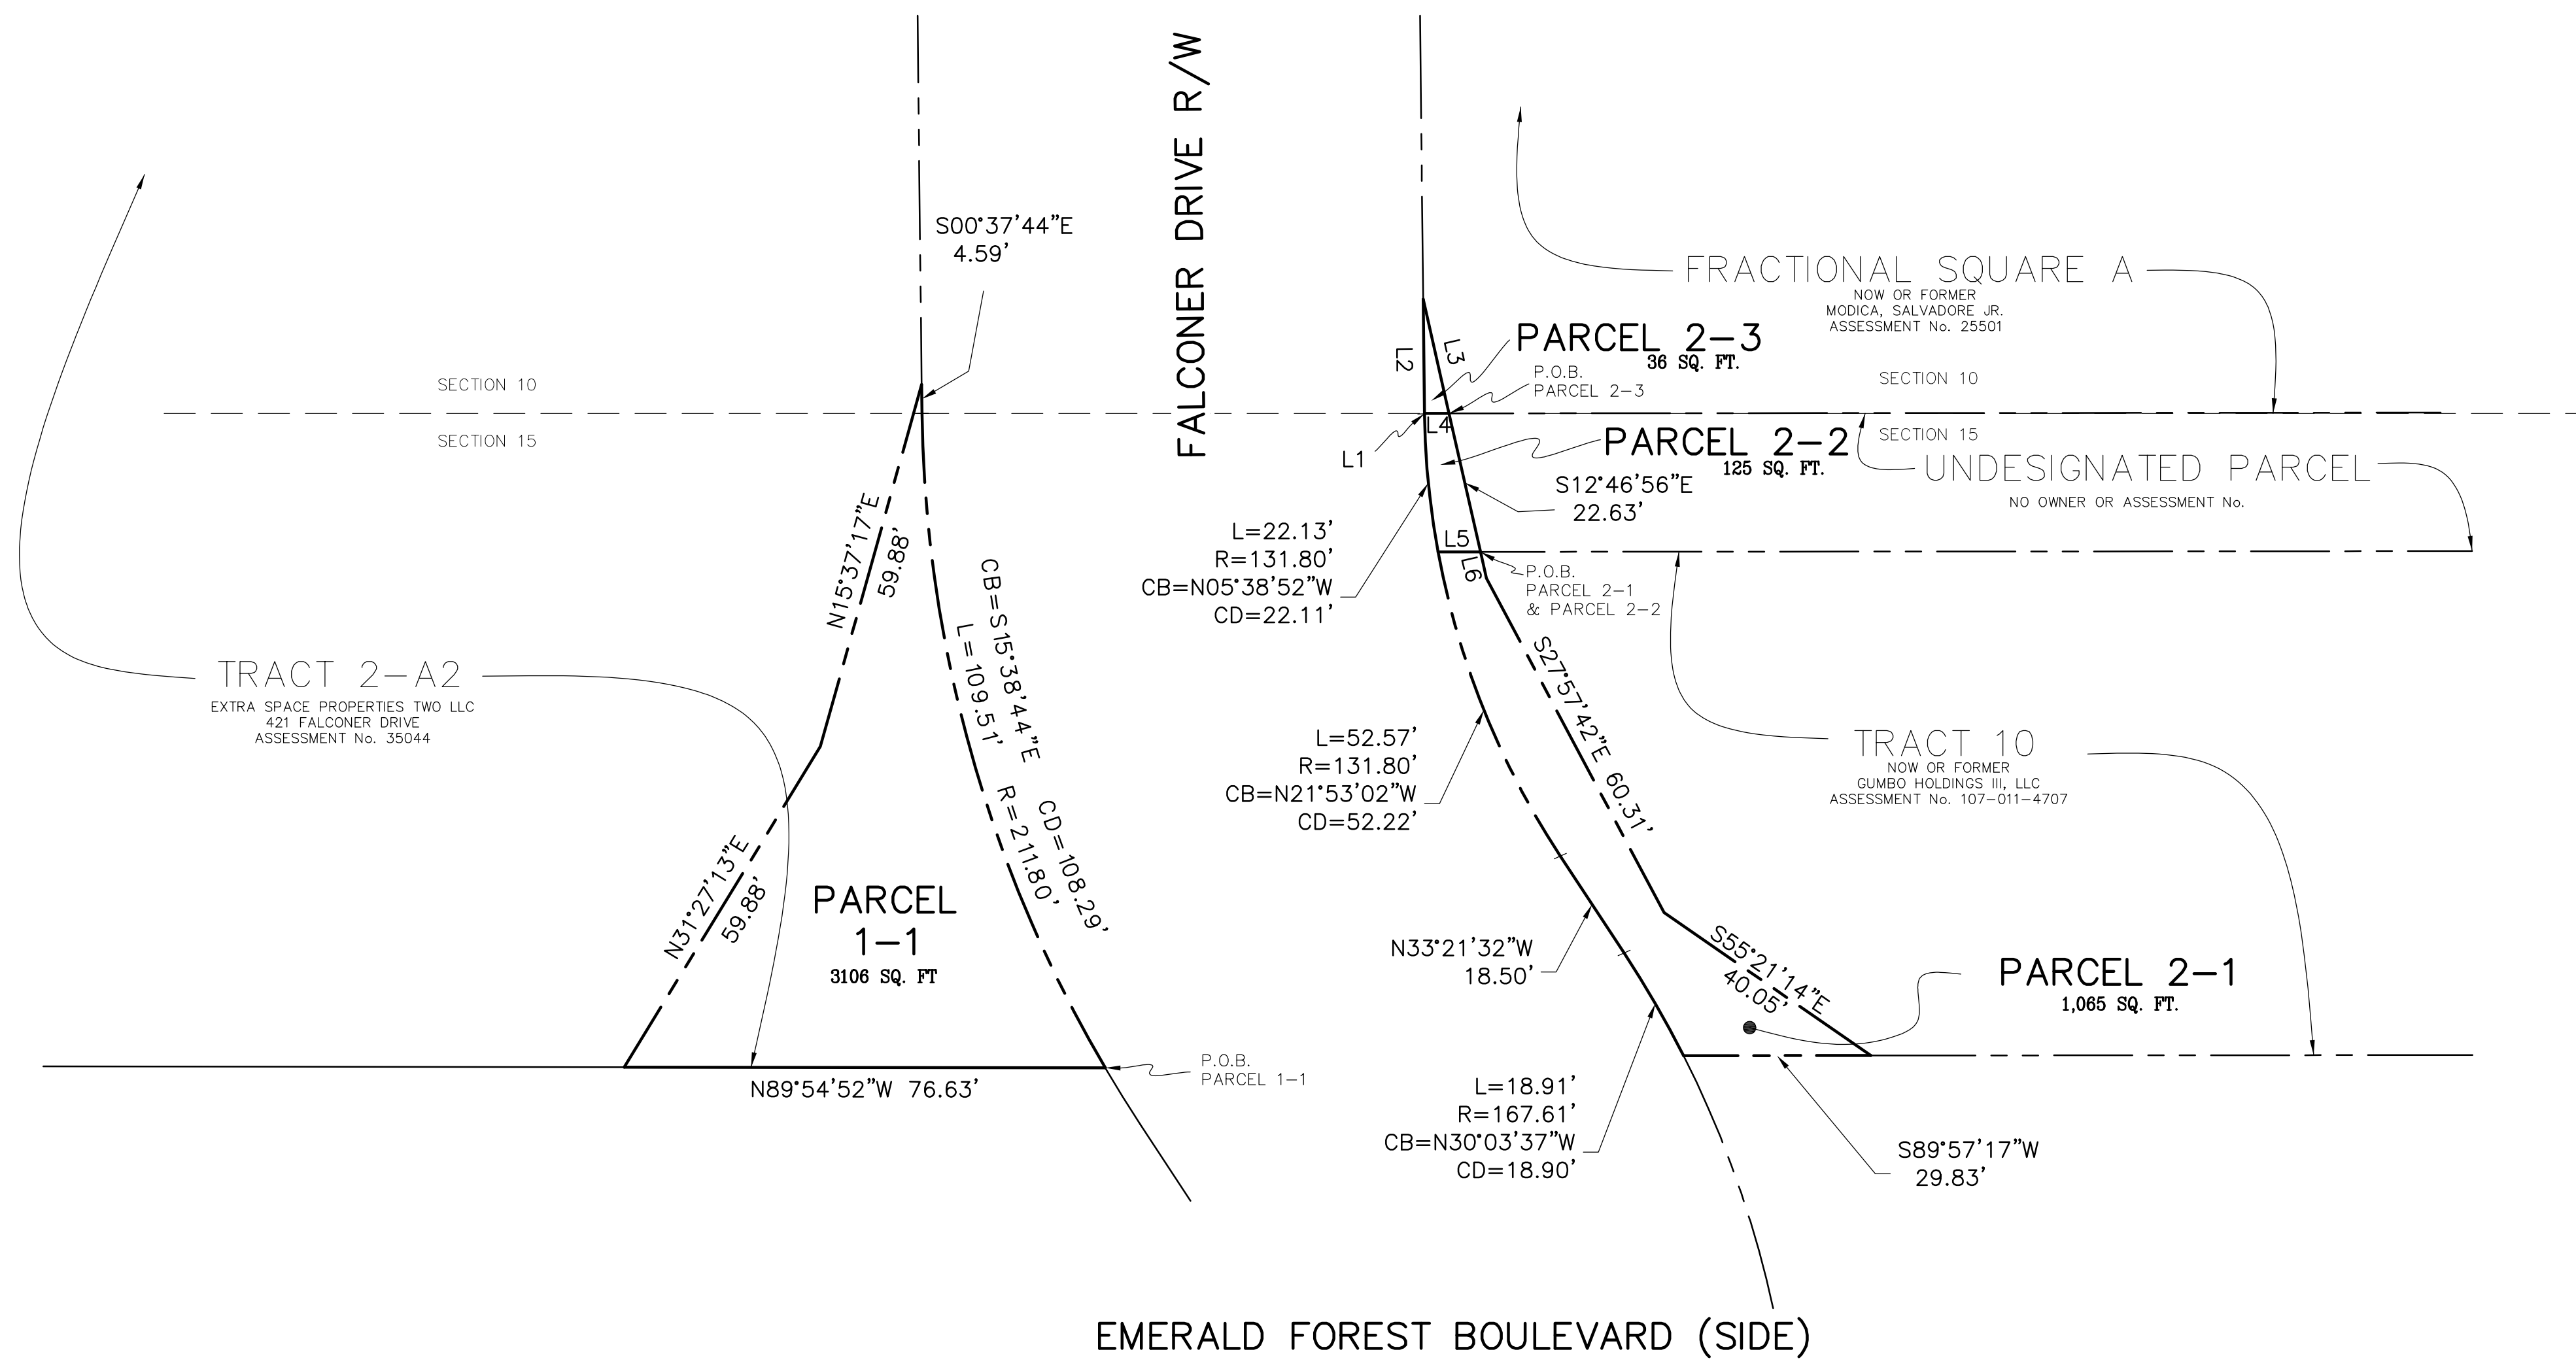 FALCONER DRIVE R/W
S00°37'44"E
4.59'
FRACTIONAL SQUARE A
NOW OR FORMER
MODICA, SALVADORE JR.
ASSESSMENT No. 25501
L2
L3
PARCEL 2-3
36 SQ. FT.
P.O.B.
PARCEL 2-3
SECTION 10
SECTION 10
SECTION 15
SECTION 15
L4
L1
PARCEL 2-2
125 SQ. FT.
UNDESIGNATED PARCEL
NO OWNER OR ASSESSMENT No.
S12°46'56"E
22.63'
N15°37'17"E
59.88'
L=22.13'
R=131.80'
CB=N05°38'52"W
CD=22.11'
L5
L6
P.O.B.
PARCEL 2-1
& PARCEL 2-2
CB=S15°38'44"E CD=108.29'
L=109.51' R=211.80'
TRACT 2-A2
EXTRA SPACE PROPERTIES TWO LLC
421 FALCONER DRIVE
ASSESSMENT No. 35044
S27°57'42"E 60.31'
L=52.57'
R=131.80'
CB=N21°53'02"W
CD=52.22'
TRACT 10
NOW OR FORMER
GUMBO HOLDINGS III, LLC
ASSESSMENT No. 107-011-4707
N31°27'13"E
59.88'
PARCEL
1-1
3106 SQ. FT
N33°21'32"W
18.50'
S55°21'14"E
40.05'
PARCEL 2-1
1,065 SQ. FT.
P.O.B.
PARCEL 1-1
N89°54'52"W 76.63'
L=18.91'
R=167.61'
CB=N30°03'37"W
CD=18.90'
S89°57'17"W
29.83'
EMERALD FOREST BOULEVARD (SIDE)